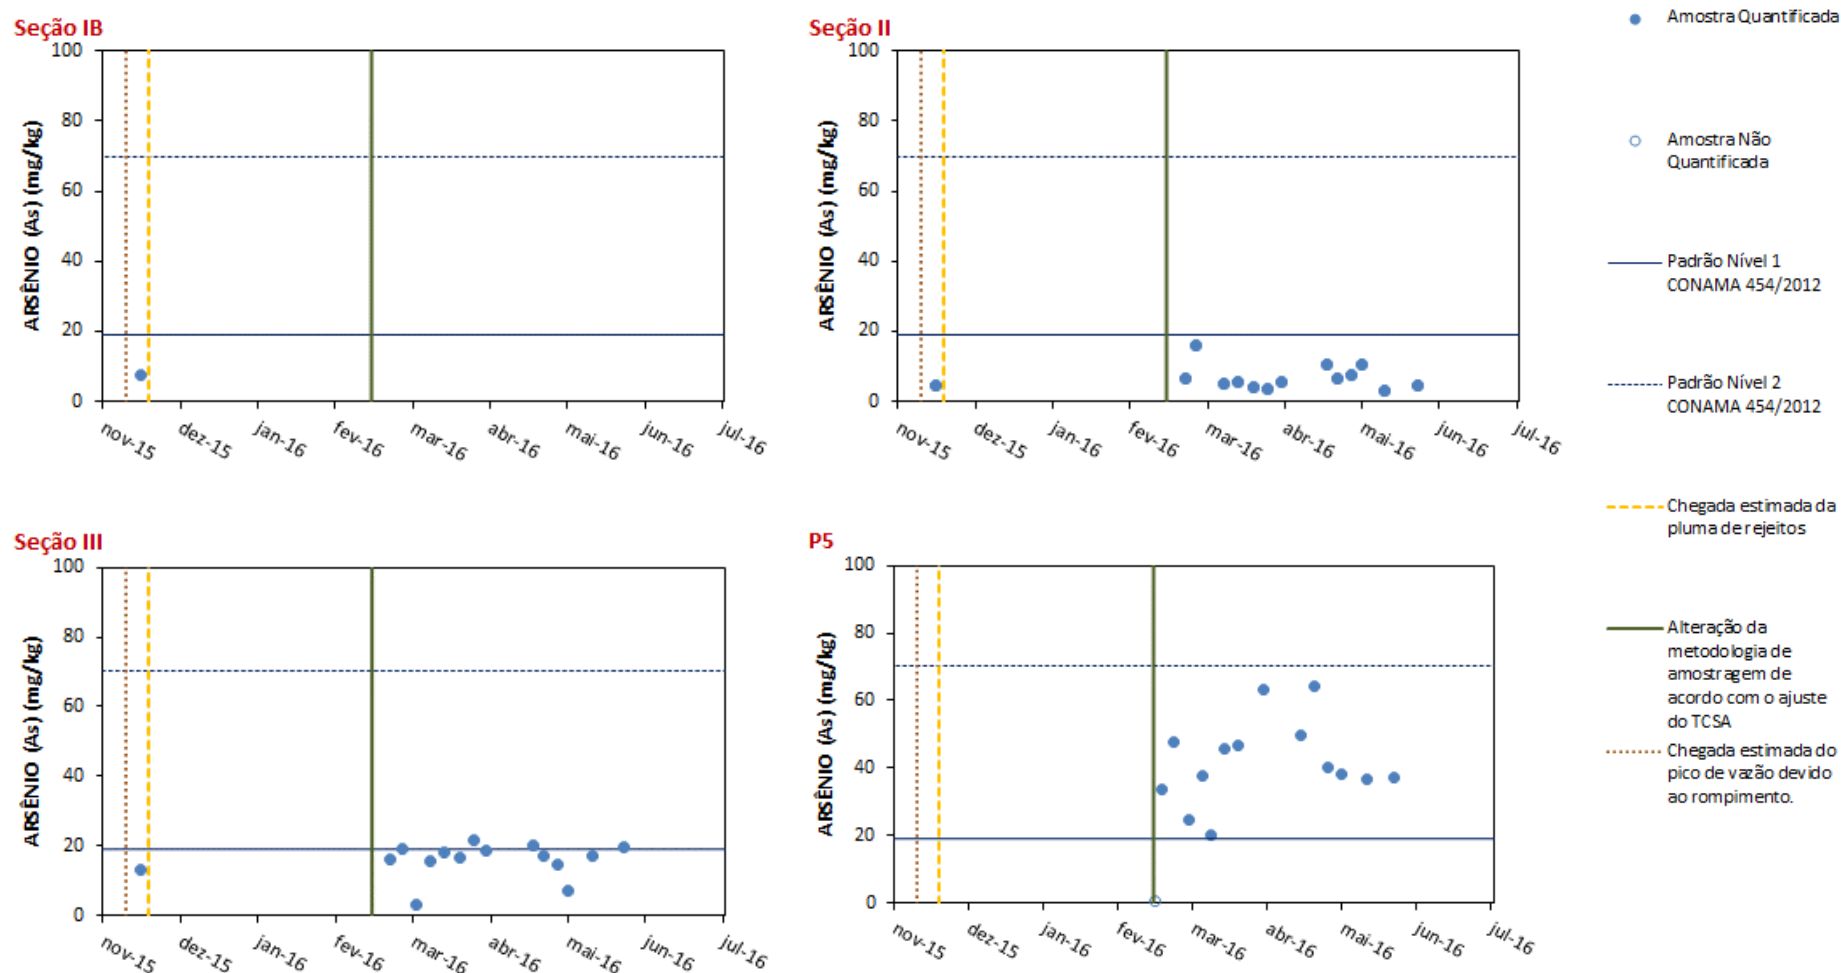 Seção IB
ARSÊNIO (As) (mg/kg)
100
80
60
40
20
0
nov-15
dez-15
jan-16
fev-16
mar-16
abr-16
mai-16
jun-16
jul-16
Seção II
ARSÊNIO (As) (mg/kg)
100
80
60
40
20
0
nov-15
dez-15
jan-16
fev-16
mar-16
abr-16
mai-16
jun-16
jul-16
Seção III
ARSÊNIO (As) (mg/kg)
100
80
60
40
20
0
nov-15
dez-15
jan-16
fev-16
mar-16
abr-16
mai-16
jun-16
jul-16
P5
ARSÊNIO (As) (mg/kg)
100
80
60
40
20
0
nov-15
dez-15
jan-16
fev-16
mar-16
abr-16
mai-16
jun-16
jul-16
Amostra Quantificada
Amostra Não
Quantificada
Padrão Nível 1
CONAMA 454/2012
Padrão Nível 2
CONAMA 454/2012
Chegada estimada da
pluma de rejeitos
Alteração da
metodologia de
amostragem de
acordo com o ajuste
do TCSA
Chegada estimada do
pico de vazão devido
ao rompimento.